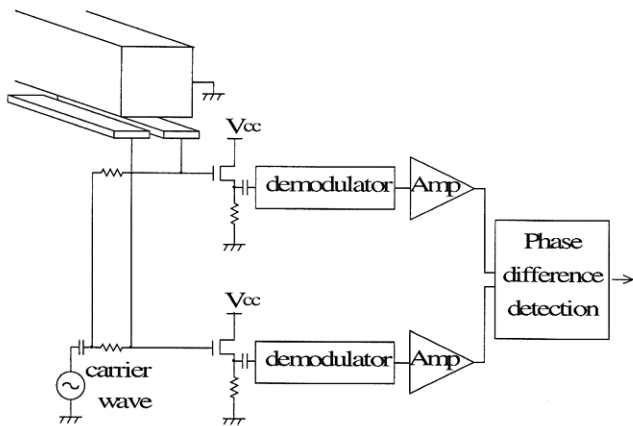 Vcc
demodulator
Amp
Phase
difference
detection
Vcc
demodulator
Amp
carrier
wave